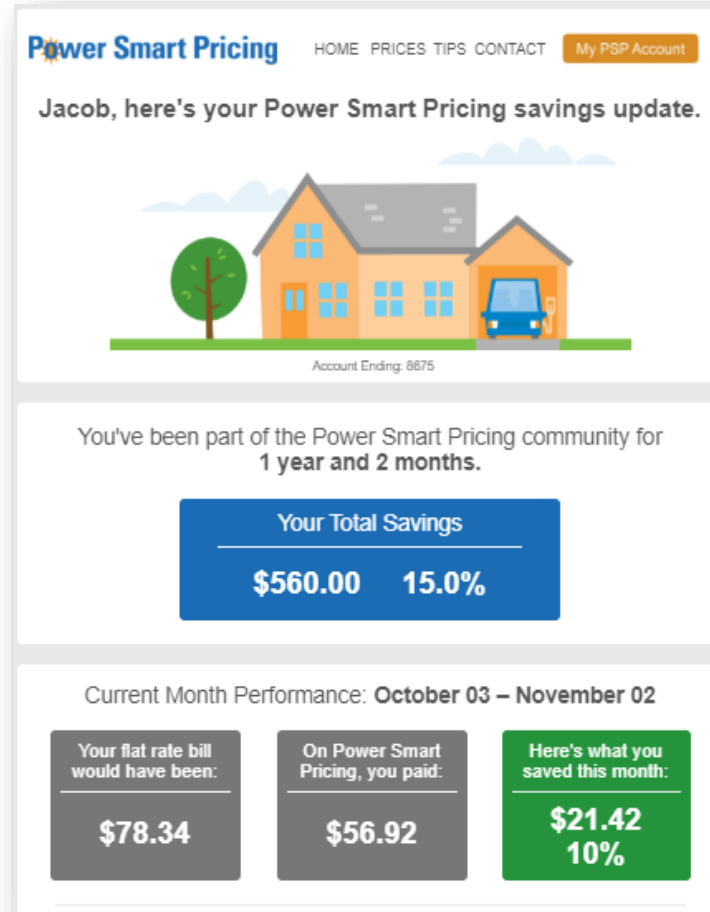 Power Smart Pricing HOME PRICES TIPS CONTACT My PSP Account
Jacob, here's your Power Smart Pricing savings update.
Account Ending: 8675
You've been part of the Power Smart Pricing community for
1 year and 2 months.
Your Total Savings
$560.00 15.0%
Current Month Performance: October 03 – November 02
Your flat rate bill
would have been:
$78.34
On Power Smart
Pricing, you paid:
$56.92
Here's what you
saved this month:
$21.42
10%